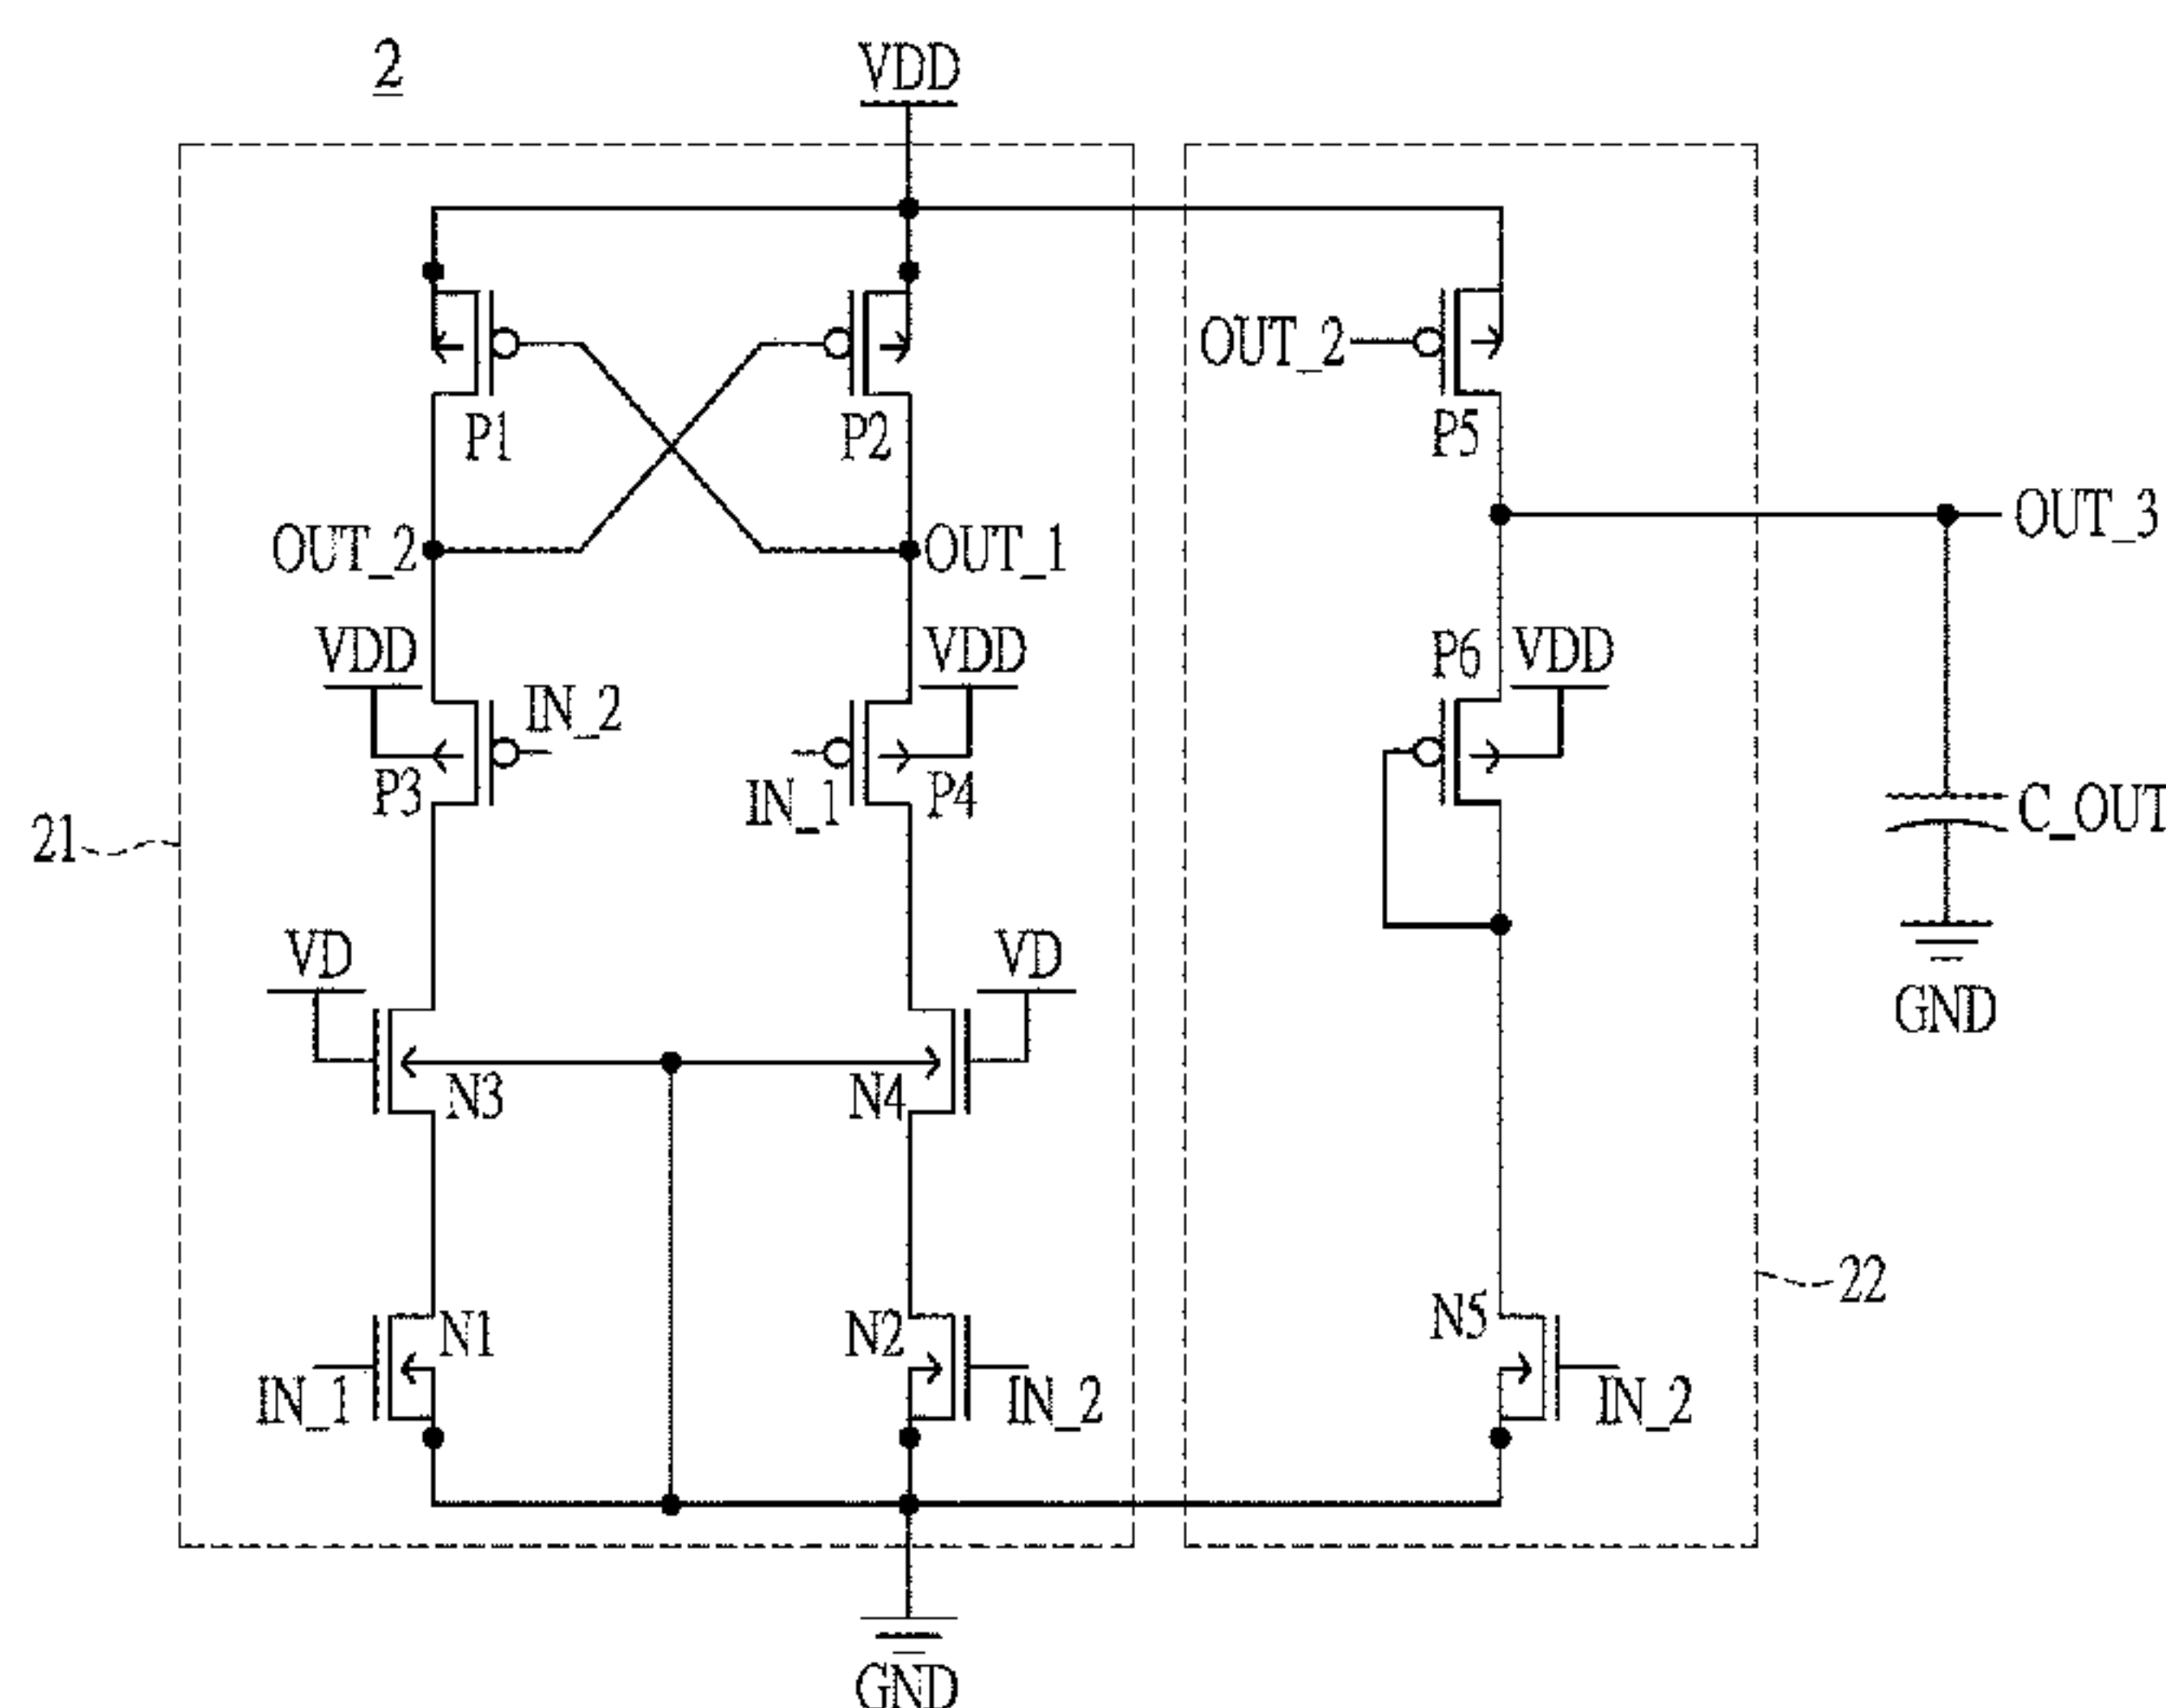 2
VDD
OUT_2
P1
P2
P5
OUT_3
OUT_2
OUT_1
VDD
IN_2
VDD
P6
VDD
P3
IN_1
P4
C_OUT
21
VD
VD
GND
N3
N4
N1
N2
N5
22
IN_1
IN_2
IN_2
GND